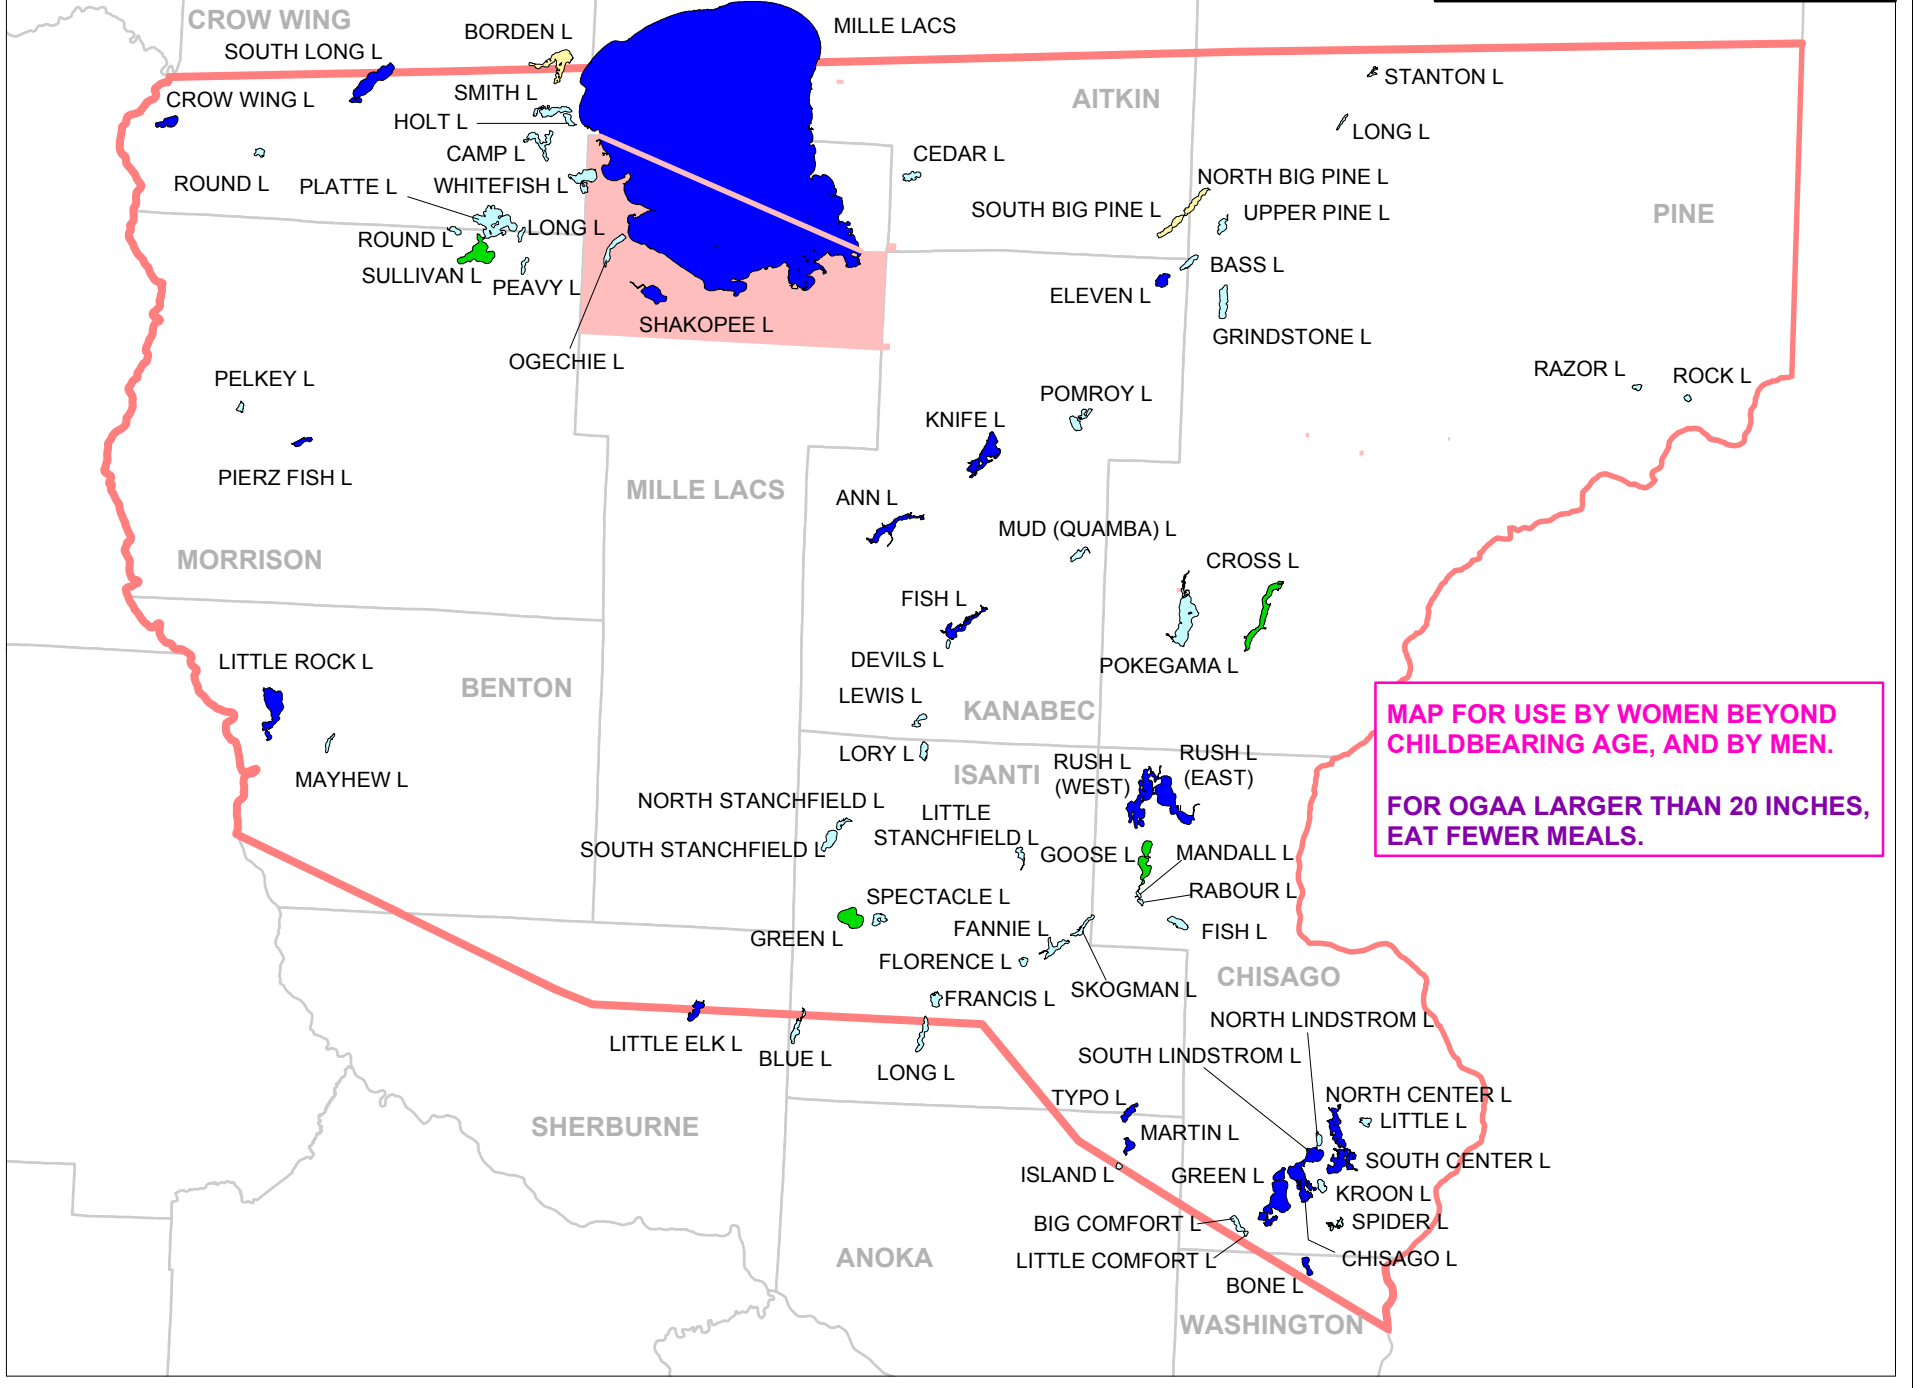 CROW WING
BORDEN L
MILLE LACS
SOUTH LONG L
STANTON L
SMITH L
CROW WING L
AITKIN
HOLT L
LONG L
CAMP L
CEDAR L
ROUND L
PLATTE L
WHITEFISH L
NORTH BIG PINE L
SOUTH BIG PINE L
UPPER PINE L
PINE
LONG L
ROUND L
SULLIVAN L
PEAVY L
BASS L
ELEVEN L
SHAKOPEE L
GRINDSTONE L
OGECHIE L
RAZOR L
ROCK L
PELKEY L
POMROY L
KNIFE L
PIERZ FISH L
MILLE LACS
ANN L
MUD (QUAMBA) L
MORRISON
CROSS L
FISH L
DEVILS L
POKEGAMA L
LITTLE ROCK L
BENTON
LEWIS L
KANABEC
MAP FOR USE BY WOMEN BEYOND
CHILDBEARING AGE, AND BY MEN.
FOR OGAA LARGER THAN 20 INCHES,
EAT FEWER MEALS.
LORY L
ISANTI
RUSH L
(WEST)
RUSH L
(EAST)
MAYHEW L
NORTH STANCHFIELD L
LITTLE
STANCHFIELD L
SOUTH STANCHFIELD L
GOOSE L
MANDALL L
RABOUR L
SPECTACLE L
GREEN L
FANNIE L
FISH L
FLORENCE L
CHISAGO
SKOGMAN L
FRANCIS L
NORTH LINDSTROM L
LITTLE ELK L
BLUE L
LONG L
SOUTH LINDSTROM L
TYPO L
NORTH CENTER L
LITTLE L
SHERBURNE
MARTIN L
ISLAND L
GREEN L
SOUTH CENTER L
KROON L
BIG COMFORT L
SPIDER L
LITTLE COMFORT L
CHISAGO L
ANOKA
BONE L
WASHINGTON